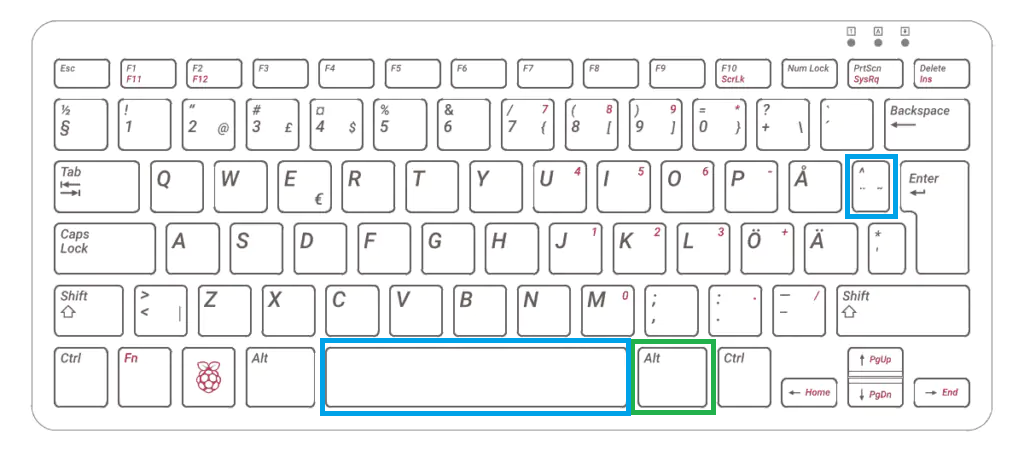 1 A
Esc F1 F2 F3 F4 F5 F6 F7 F8 F9 F10 Num Lock PrtScn Delete
F11 F12 ScrLk SysRq Ins
½ ! " # ¤ % & / 7 ( 8 ) 9 = * ? ` Backspace
§ 1 2 @ 3 £ 4 $ 5 6 7 { 8 [ 9 ] 0 } + \ ´
Tab Q W E € R T Y U 4 I 5 O 6 P - Å ^ ¨ ~ Enter
Caps
Lock A S D F G H J 1 K 2 L 3 Ö + Ä * '
Shift > < | Z X C V B N M 0 ; , : . . — – / Shift
Ctrl Fn Alt Alt Ctrl ↑ PgUp
← Home ↓ PgDn → End